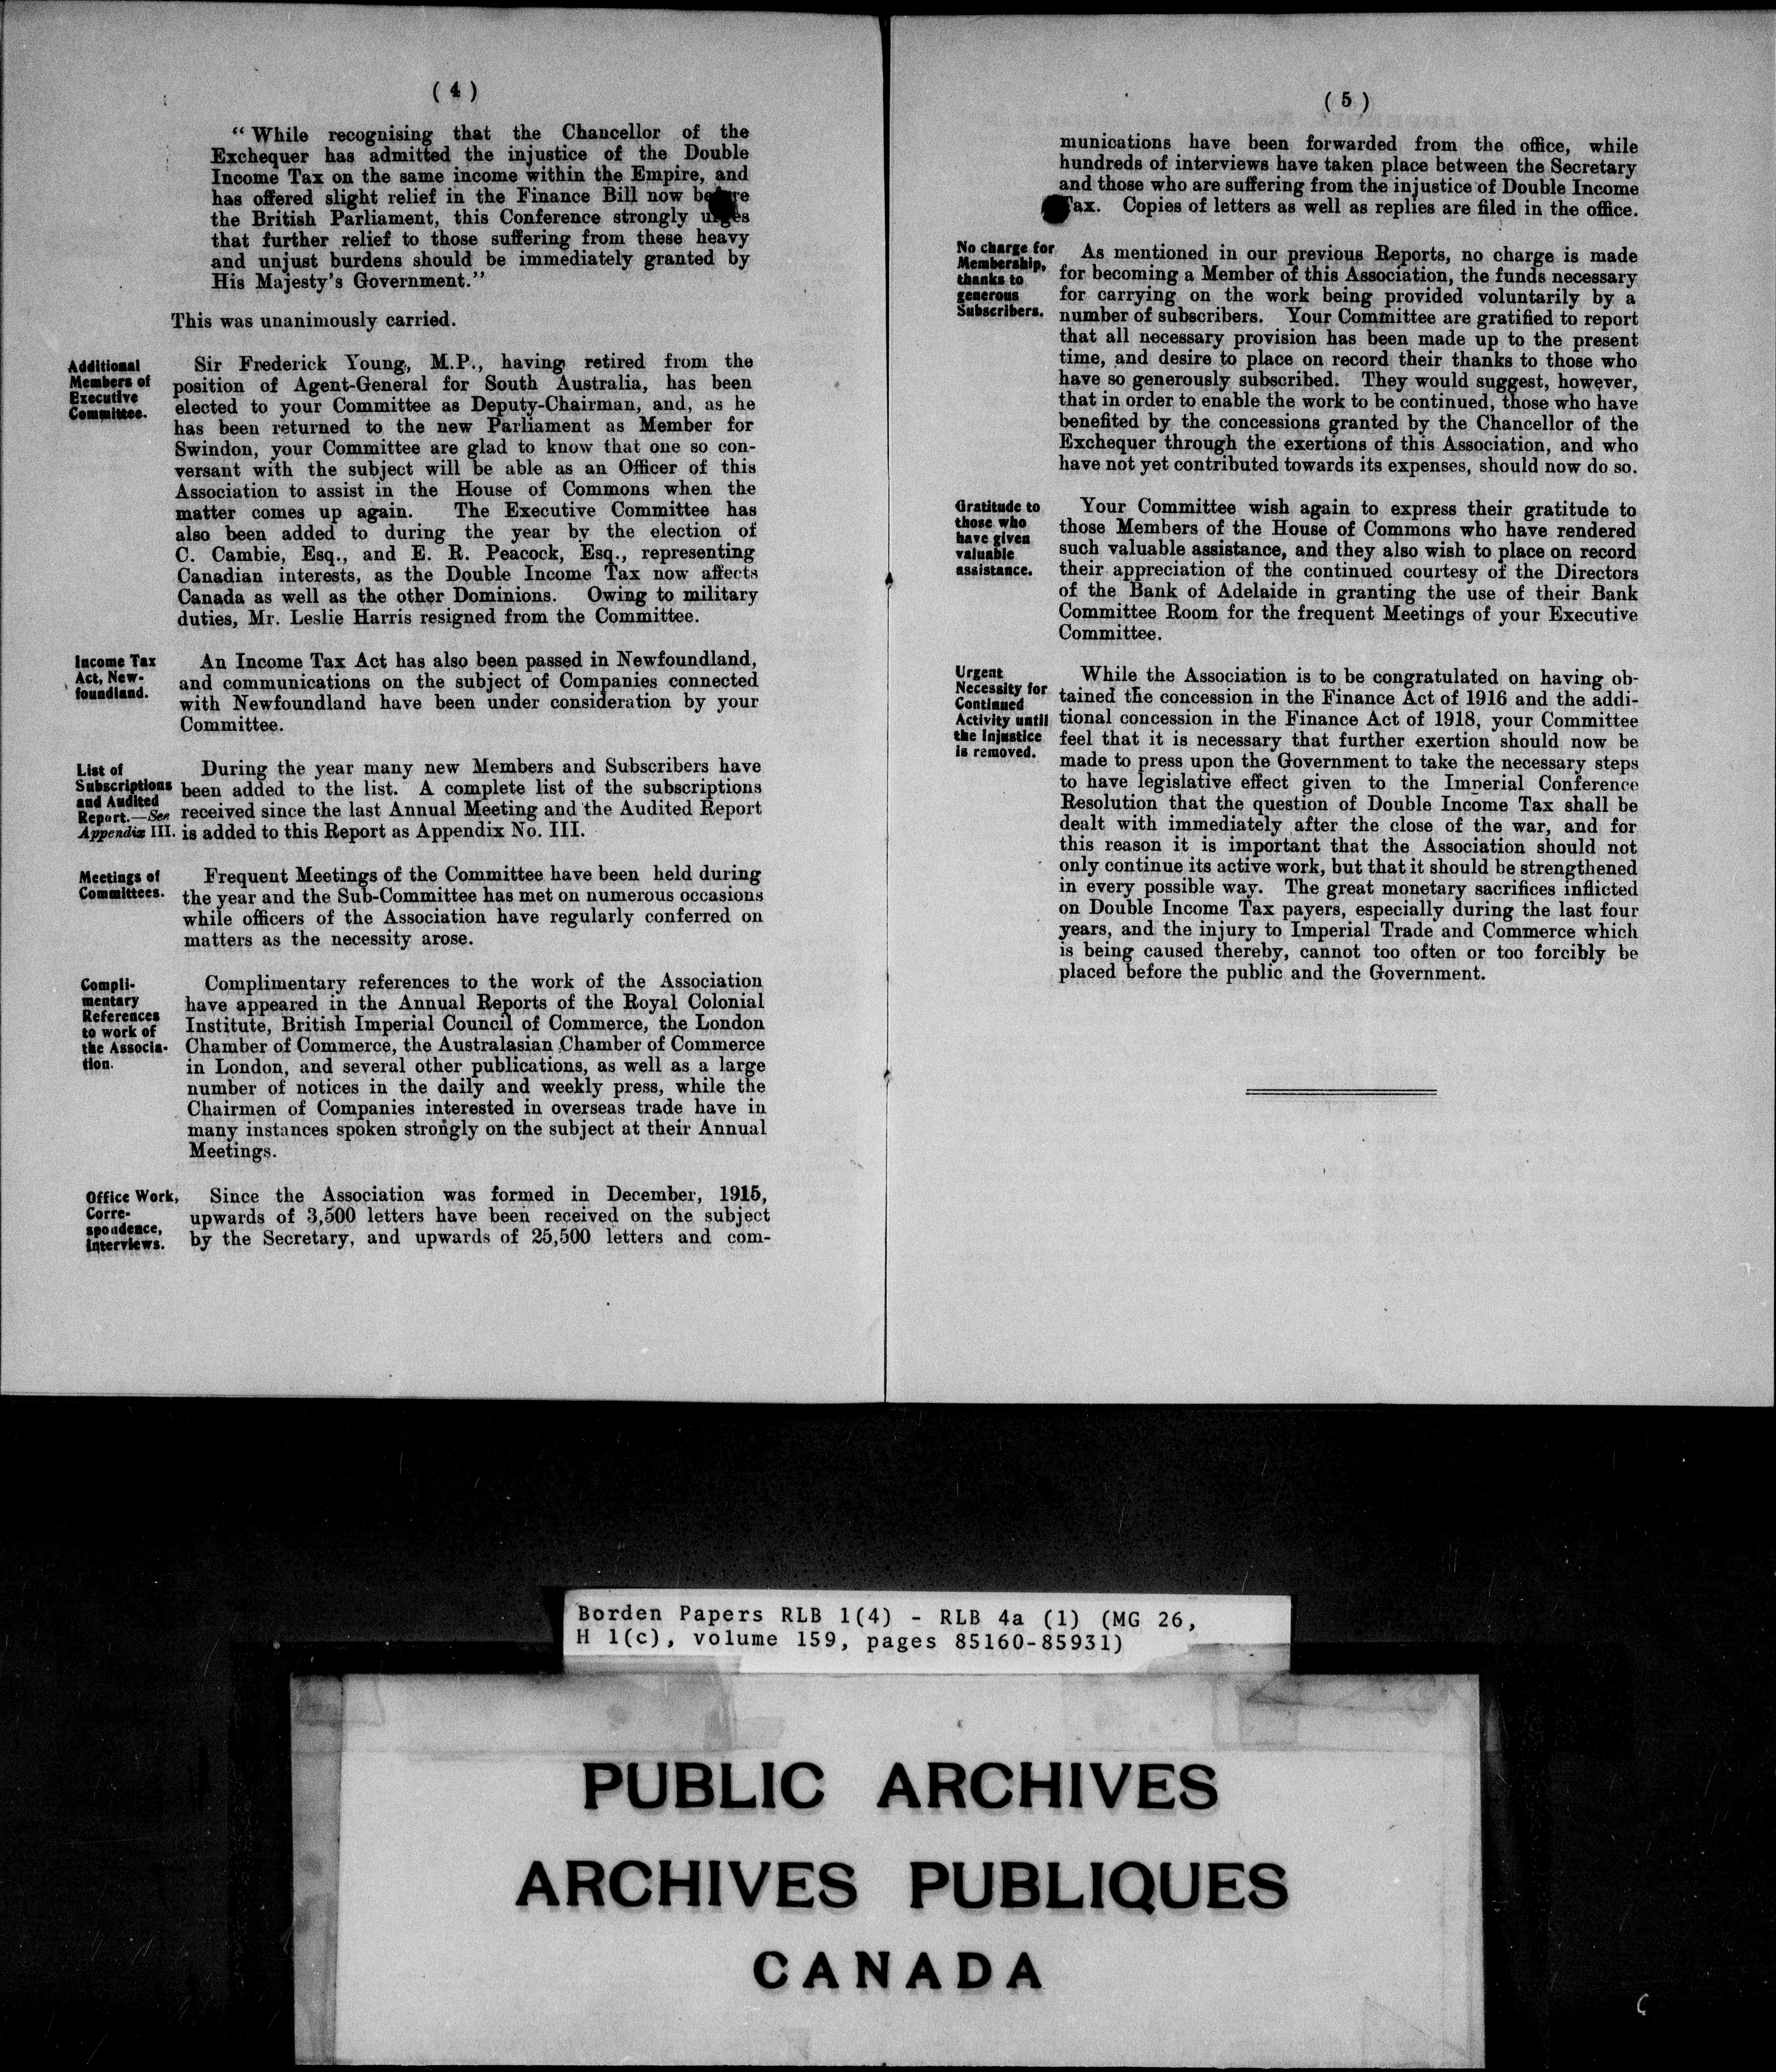 ( 4 )
“ While recognising that the Chancellor of the
Exchequer has admitted the injustice of the Double
Income Tax on the same income within the Empire, and
has offered slight relief in the Finance Bill now before
the British Parliament, this Conference strongly urges
that further relief to those suffering from these heavy
and unjust burdens should be immediately granted by
His Majesty's Government.”
This was unanimously carried.
Additional
Members of
Executive
Committee.
Sir Frederick Young, M.P., having retired from the
position of Agent-General for South Australia, has been
elected to your Committee as Deputy-Chairman, and, as he
has been returned to the new Parliament as Member for
Swindon, your Committee are glad to know that one so con-
versant with the subject will be able as an Officer of this
Association to assist in the House of Commons when the
matter comes up again. The Executive Committee has
also been added to during the year by the election of
C. Cambie, Esq., and E. R. Peacock, Esq., representing
Canadian interests, as the Double Income Tax now affects
Canada as well as the other Dominions. Owing to military
duties, Mr. Leslie Harris resigned from the Committee.
Income Tax
Act, New-
foundland.
An Income Tax Act has also been passed in Newfoundland,
and communications on the subject of Companies connected
with Newfoundland have been under consideration by your
Committee.
List of
Subscriptions
and Audited
Report.—See
Appendix III.
During the year many new Members and Subscribers have
been added to the list. A complete list of the subscriptions
received since the last Annual Meeting and the Audited Report
is added to this Report as Appendix No. III.
Meetings of
Committees.
Frequent Meetings of the Committee have been held during
the year and the Sub-Committee has met on numerous occasions
while officers of the Association have regularly conferred on
matters as the necessity arose.
Compli-
mentary
References
to work of
the Associa-
tion.
Complimentary references to the work of the Association
have appeared in the Annual Reports of the Royal Colonial
Institute, British Imperial Council of Commerce, the London
Chamber of Commerce, the Australasian Chamber of Commerce
in London, and several other publications, as well as a large
number of notices in the daily and weekly press, while the
Chairmen of Companies interested in overseas trade have in
many instances spoken strongly on the subject at their Annual
Meetings.
Office Work,
Corre-
spondence,
Interviews.
Since the Association was formed in December, 1915,
upwards of 3,500 letters have been received on the subject
by the Secretary, and upwards of 25,500 letters and com-
( 5 )
munications have been forwarded from the office, while
hundreds of interviews have taken place between the Secretary
and those who are suffering from the injustice of Double Income
Tax. Copies of letters as well as replies are filed in the office.
No charge for
Membership,
thanks to
generous
Subscribers.
As mentioned in our previous Reports, no charge is made
for becoming a Member of this Association, the funds necessary
for carrying on the work being provided voluntarily by a
number of subscribers. Your Committee are gratified to report
that all necessary provision has been made up to the present
time, and desire to place on record their thanks to those who
have so generously subscribed. They would suggest, however,
that in order to enable the work to be continued, those who have
benefited by the concessions granted by the Chancellor of the
Exchequer through the exertions of this Association, and who
have not yet contributed towards its expenses, should now do so.
Gratitude to
those who
have given
valuable
assistance.
Your Committee wish again to express their gratitude to
those Members of the House of Commons who have rendered
such valuable assistance, and they also wish to place on record
their appreciation of the continued courtesy of the Directors
of the Bank of Adelaide in granting the use of their Bank
Committee Room for the frequent Meetings of your Executive
Committee.
Urgent
Necessity for
Continued
Activity until
the Injustice
is removed.
While the Association is to be congratulated on having ob-
tained the concession in the Finance Act of 1916 and the addi-
tional concession in the Finance Act of 1918, your Committee
feel that it is necessary that further exertion should now be
made to press upon the Government to take the necessary steps
to have legislative effect given to the Imperial Conference
Resolution that the question of Double Income Tax shall be
dealt with immediately after the close of the war, and for
this reason it is important that the Association should not
only continue its active work, but that it should be strengthened
in every possible way. The great monetary sacrifices inflicted
on Double Income Tax payers, especially during the last four
years, and the injury to Imperial Trade and Commerce which
is being caused thereby, cannot too often or too forcibly be
placed before the public and the Government.
Borden Papers RLB 1(4) - RLB 4a (1) (MG 26,
H 1(c), volume 159, pages 85160-85931)
PUBLIC ARCHIVES
ARCHIVES PUBLIQUES
CANADA